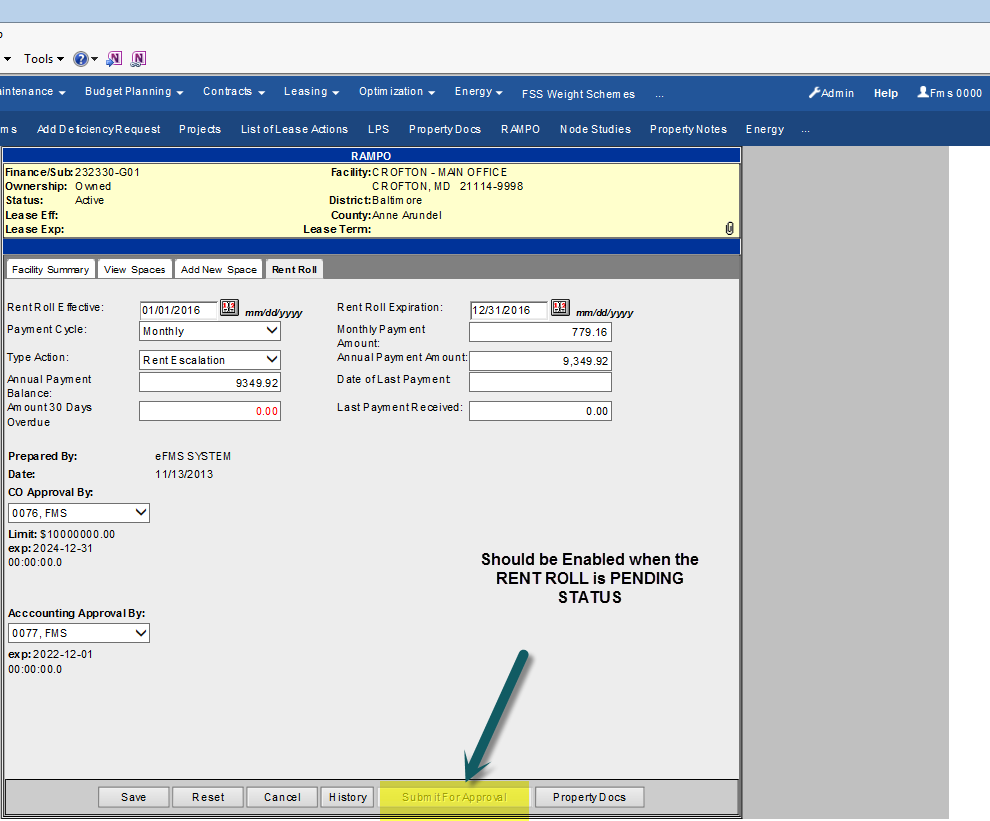 Tools
aintenance Budget Planning Contracts Leasing Optimization Energy FSS Weight Schemes ... Admin Help Fms 0000
ms Add Deficiency Request Projects List of Lease Actions LPS Property Docs RAMPO Node Studies Property Notes Energy ...
RAMPO
Finance/Sub: 232330-G01 Facility: CROFTON - MAIN OFFICE
Ownership: Owned CROFTON, MD 21114-9998
Status: Active District: Baltimore
Lease Eff: County: Anne Arundel
Lease Exp: Lease Term:
Facility Summary View Spaces Add New Space Rent Roll
Rent Roll Effective: 01/01/2016 mm/dd/yyyy Rent Roll Expiration: 12/31/2016 mm/dd/yyyy
Payment Cycle: Monthly Monthly Payment Amount: 779.16
Type Action: Rent Escalation Annual Payment Amount: 9,349.92
Annual Payment Balance: 9349.92 Date of Last Payment
Amount 30 Days Overdue 0.00 Last Payment Received: 0.00
Prepared By: eFMS SYSTEM
Date: 11/13/2013
CO Approval By:
0076, FMS
Limit: $10000000.00
exp: 2024-12-31
00:00:00.0
Should be Enabled when the
RENT ROLL is PENDING
STATUS
Acccounting Approval By:
0077, FMS
exp: 2022-12-01
00:00:00.0
Save Reset Cancel History Submit For Approval Property Docs